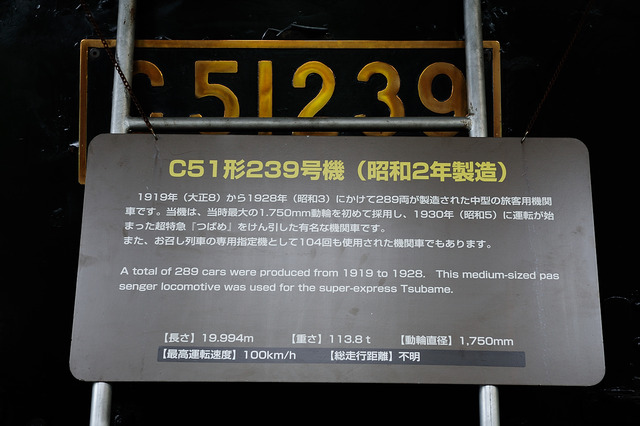 C51239
C51形239号機（昭和2年製造）
1919年（大正8）から1928年（昭和3）にかけて289両が製造された中型の旅客用機関
車です。当機は、当時最大の1.750mm動輪を初めて採用し、1930年（昭和5）に運転が始
まった超特急『つばめ』をけん引した有名な機関車です。
また、お召し列車の専用指定機として104回も使用された機関車でもあります。
A total of 289 cars were produced from 1919 to 1928. This medium-sized pas
senger locomotive was used for the super-express Tsubame.
【長さ】19.994m 【重さ】113.8ｔ 【動輪直径】1,750mm
【最高運転速度】100km/h 【総走行距離】不明